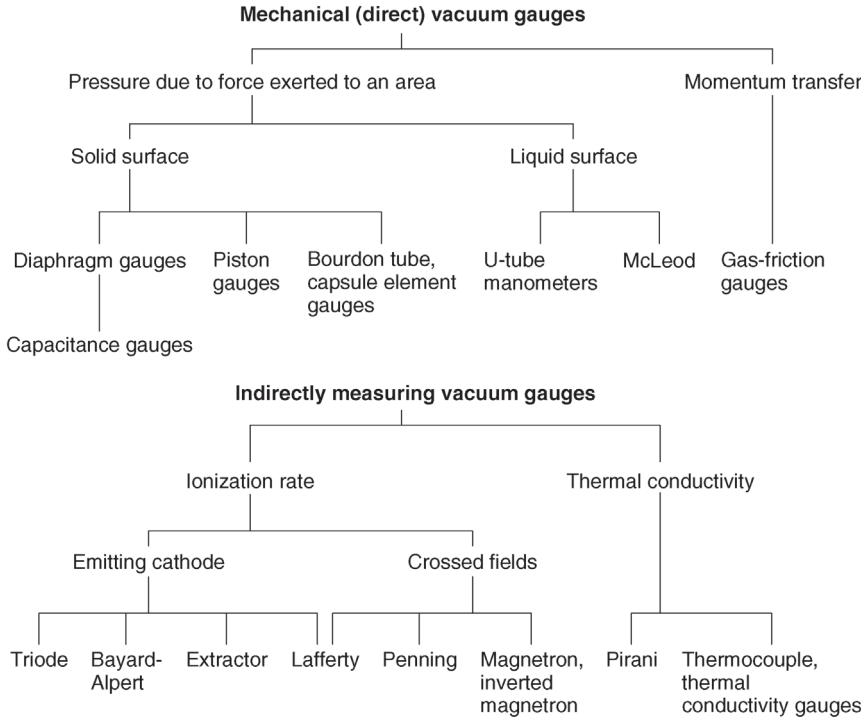 Mechanical (direct) vacuum gauges
Pressure due to force exerted to an area
Momentum transfer
Solid surface
Liquid surface
Diaphragm gauges
Piston
gauges
Bourdon tube,
capsule element
gauges
U-tube
manometers
McLeod
Gas-friction
gauges
Capacitance gauges
Indirectly measuring vacuum gauges
Ionization rate
Thermal conductivity
Emitting cathode
Crossed fields
Triode
Bayard-
Alpert
Extractor
Lafferty
Penning
Magnetron,
inverted
magnetron
Pirani
Thermocouple,
thermal
conductivity gauges